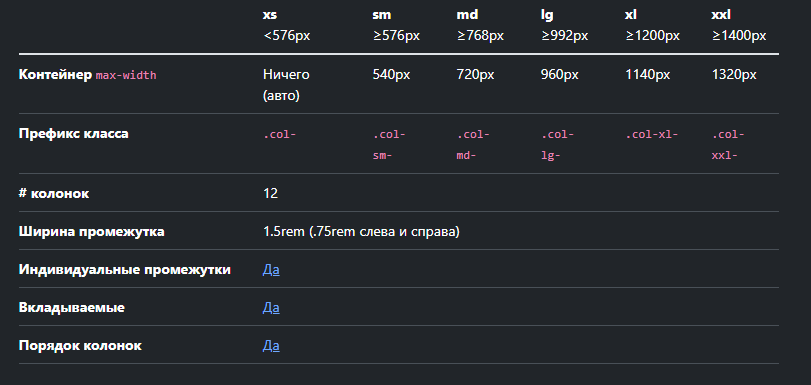 xs sm md lg xl xxl
<576px ≥576px ≥768px ≥992px ≥1200px ≥1400px
Контейнер max-width Ничего 540px 720px 960px 1140px 1320px
(авто)
Префикс класса .col- .col- .col- .col- .col-xl- .col-
sm- md- lg- xxl-
# колонок 12
Ширина промежутка 1.5rem (.75rem слева и справа)
Индивидуальные промежутки Да
Вкладываемые Да
Порядок колонок Да